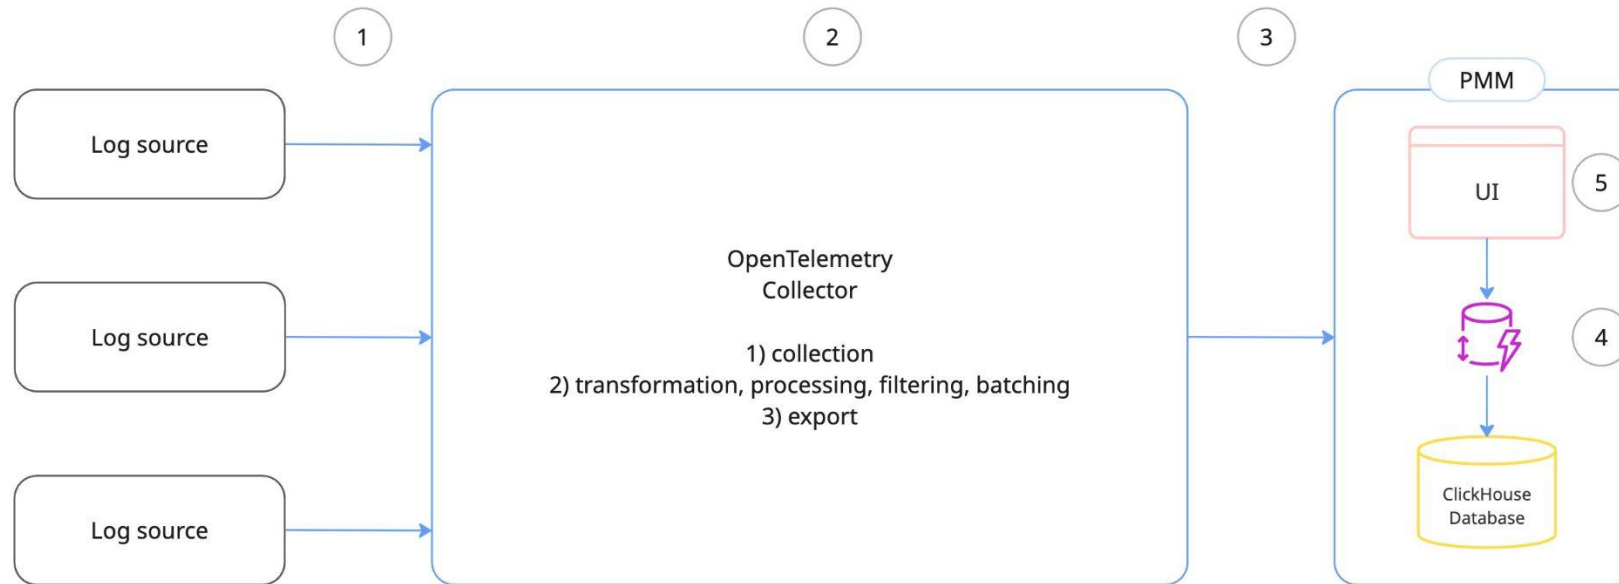 1
2
3
PMM
Log source
UI
5
OpenTelemetry
Collector
Log source
1) collection
4
2) transformation, processing, filtering, batching
3) export
ClickHouse
Database
Log source